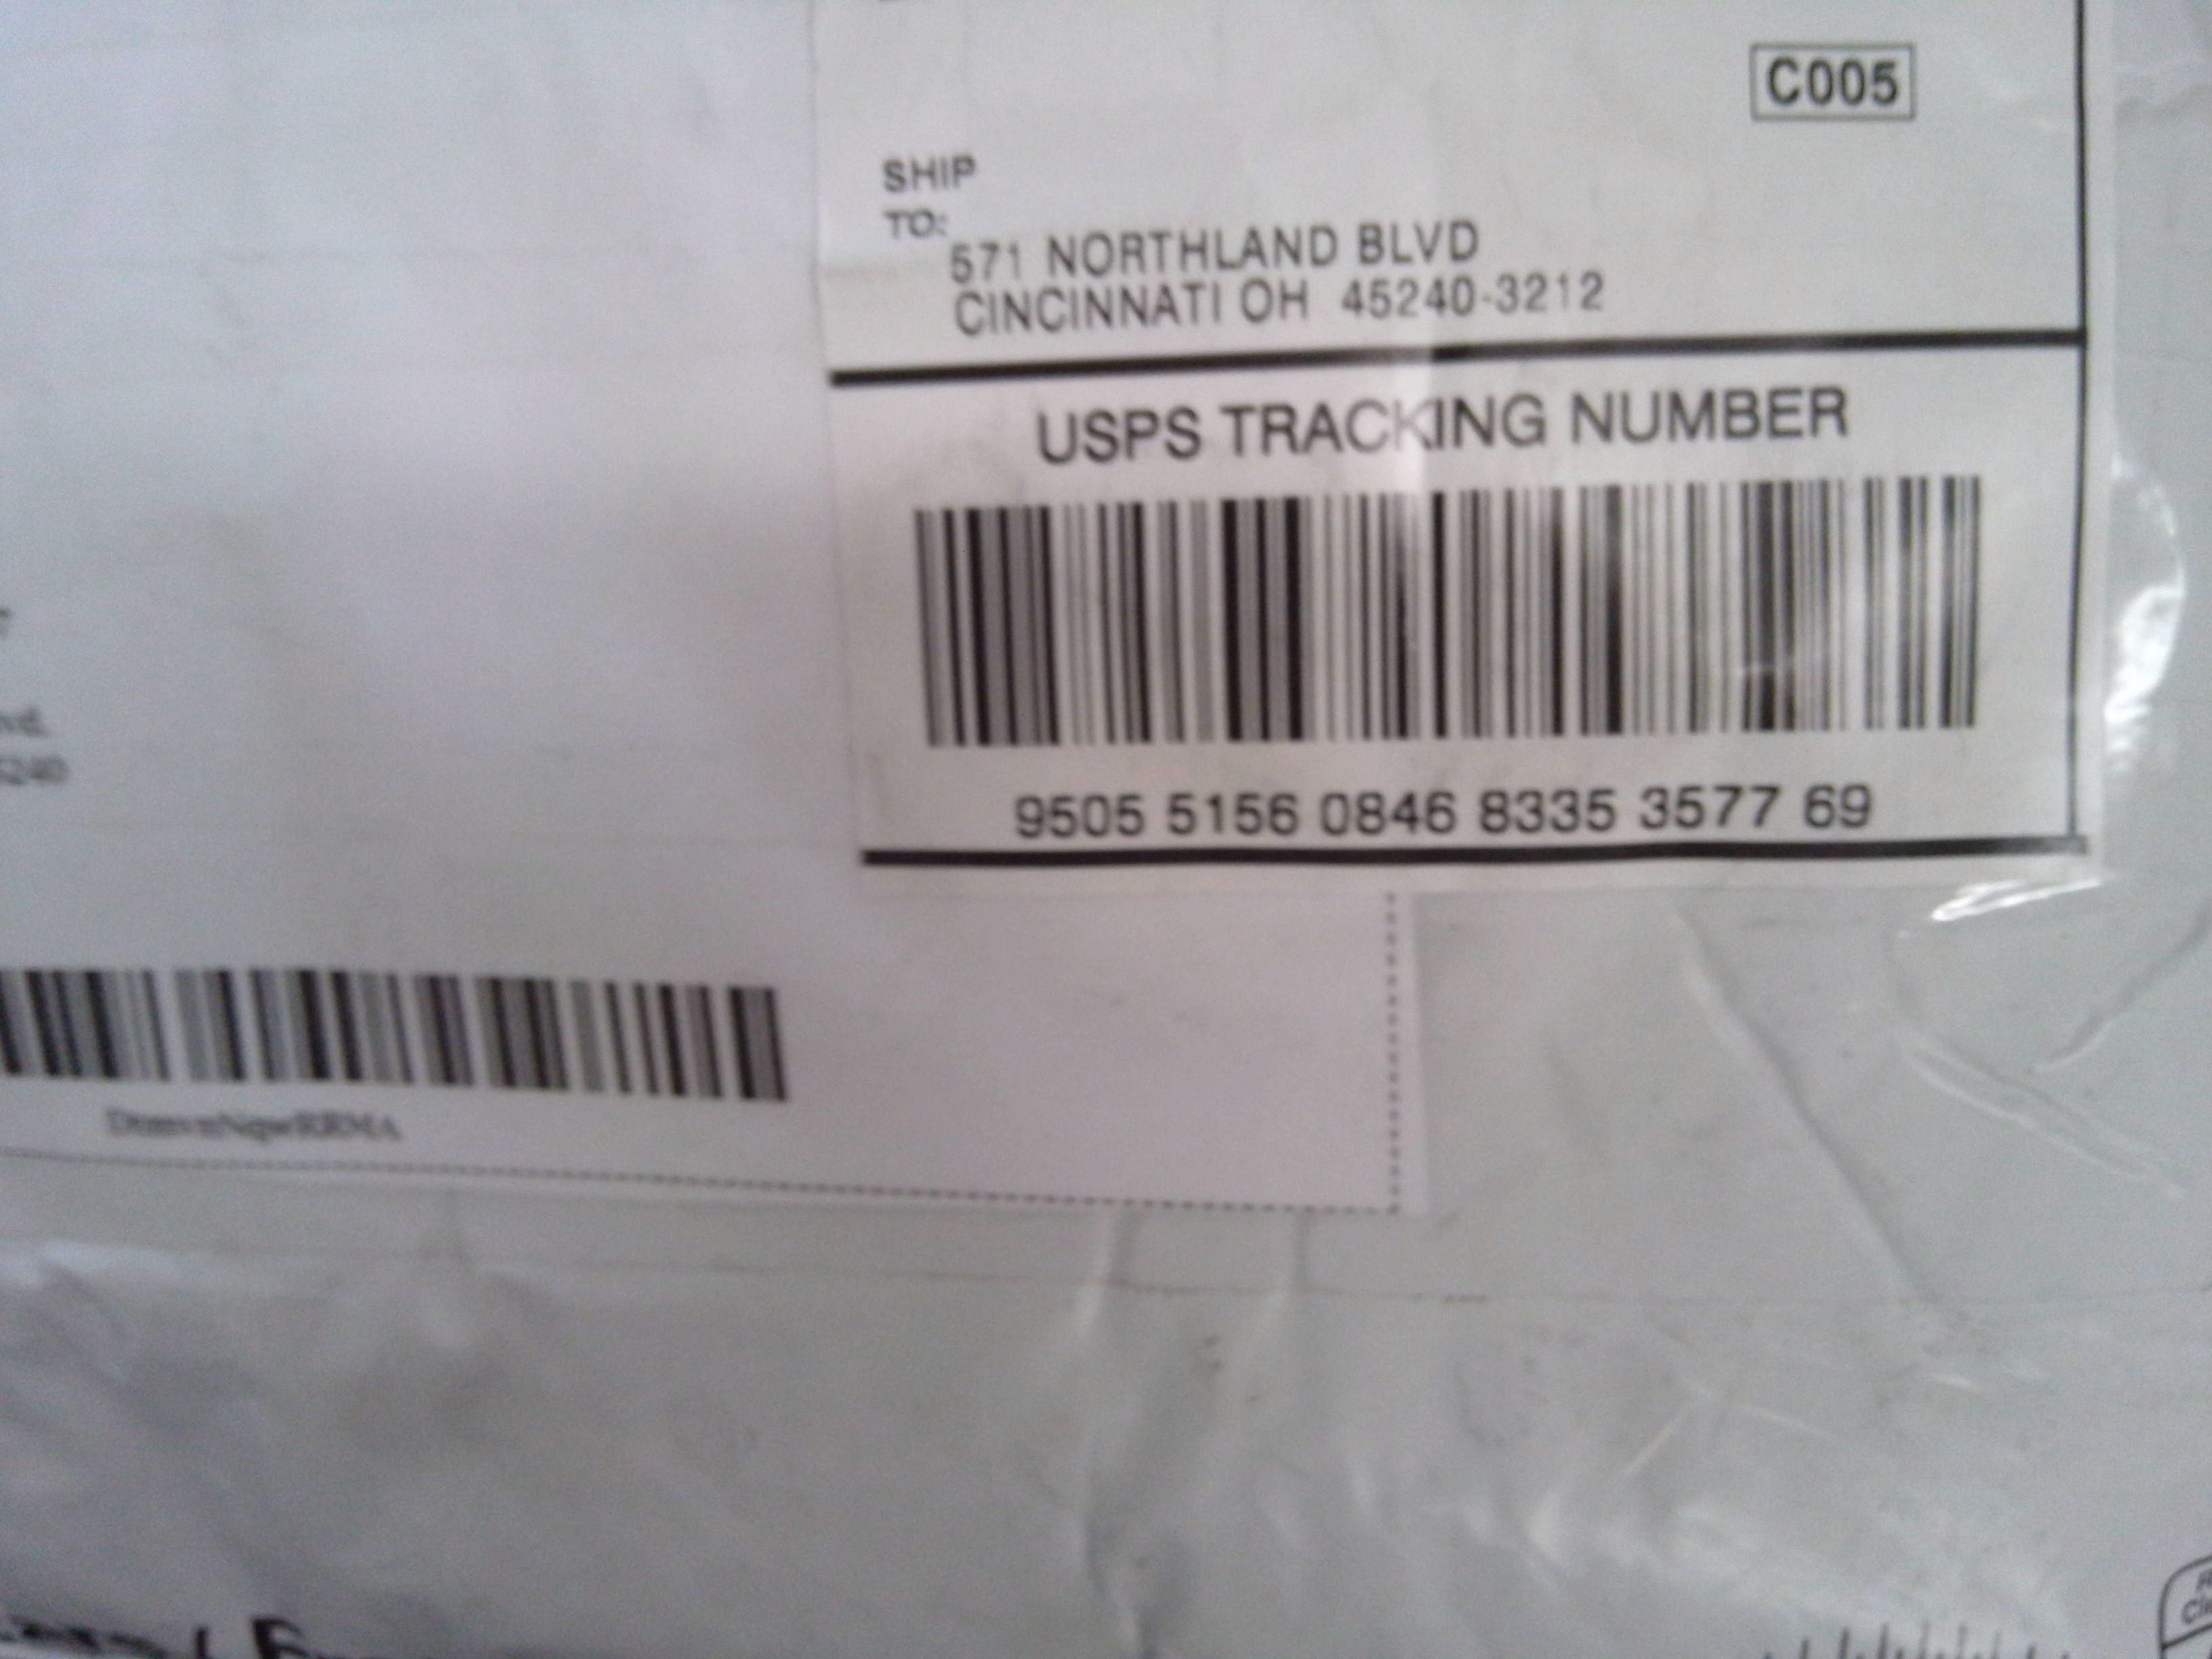 C005
SHIP
TO:
571 NORTHLAND BLVD
CINCINNATI OH 45240-3212
USPS TRACKING NUMBER
9505 5156 0846 8335 3577 69